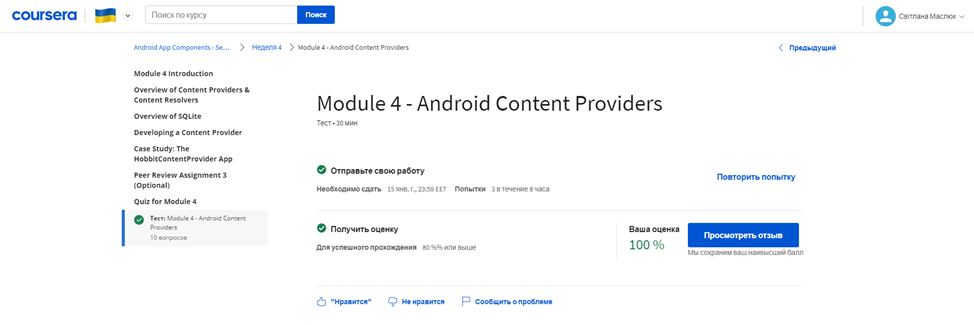 coursera
Поиск по курсу
Поиск
Світлана Маслюк
Android App Components - Se...
Неделя 4
Module 4 - Android Content Providers
Предыдущий
Module 4 Introduction
Overview of Content Providers &
Content Resolvers
Overview of SQLite
Developing a Content Provider
Case Study: The
HobbitContentProvider App
Peer Review Assignment 3
(Optional)
Quiz for Module 4
Тест: Module 4 - Android Content
Providers
10 вопросов
Module 4 - Android Content Providers
Тест • 30 мин
Отправьте свою работу
Необходимо сдать 15 янв. г., 23:59 EET Попытки 3 в течение 8 часа
Повторить попытку
Получить оценку
Для успешного прохождения 80 %% или выше
Ваша оценка
100 %
Просмотреть отзыв
Мы сохраним ваш наивысший балл
"Нравится"
Не нравится
Сообщить о проблеме